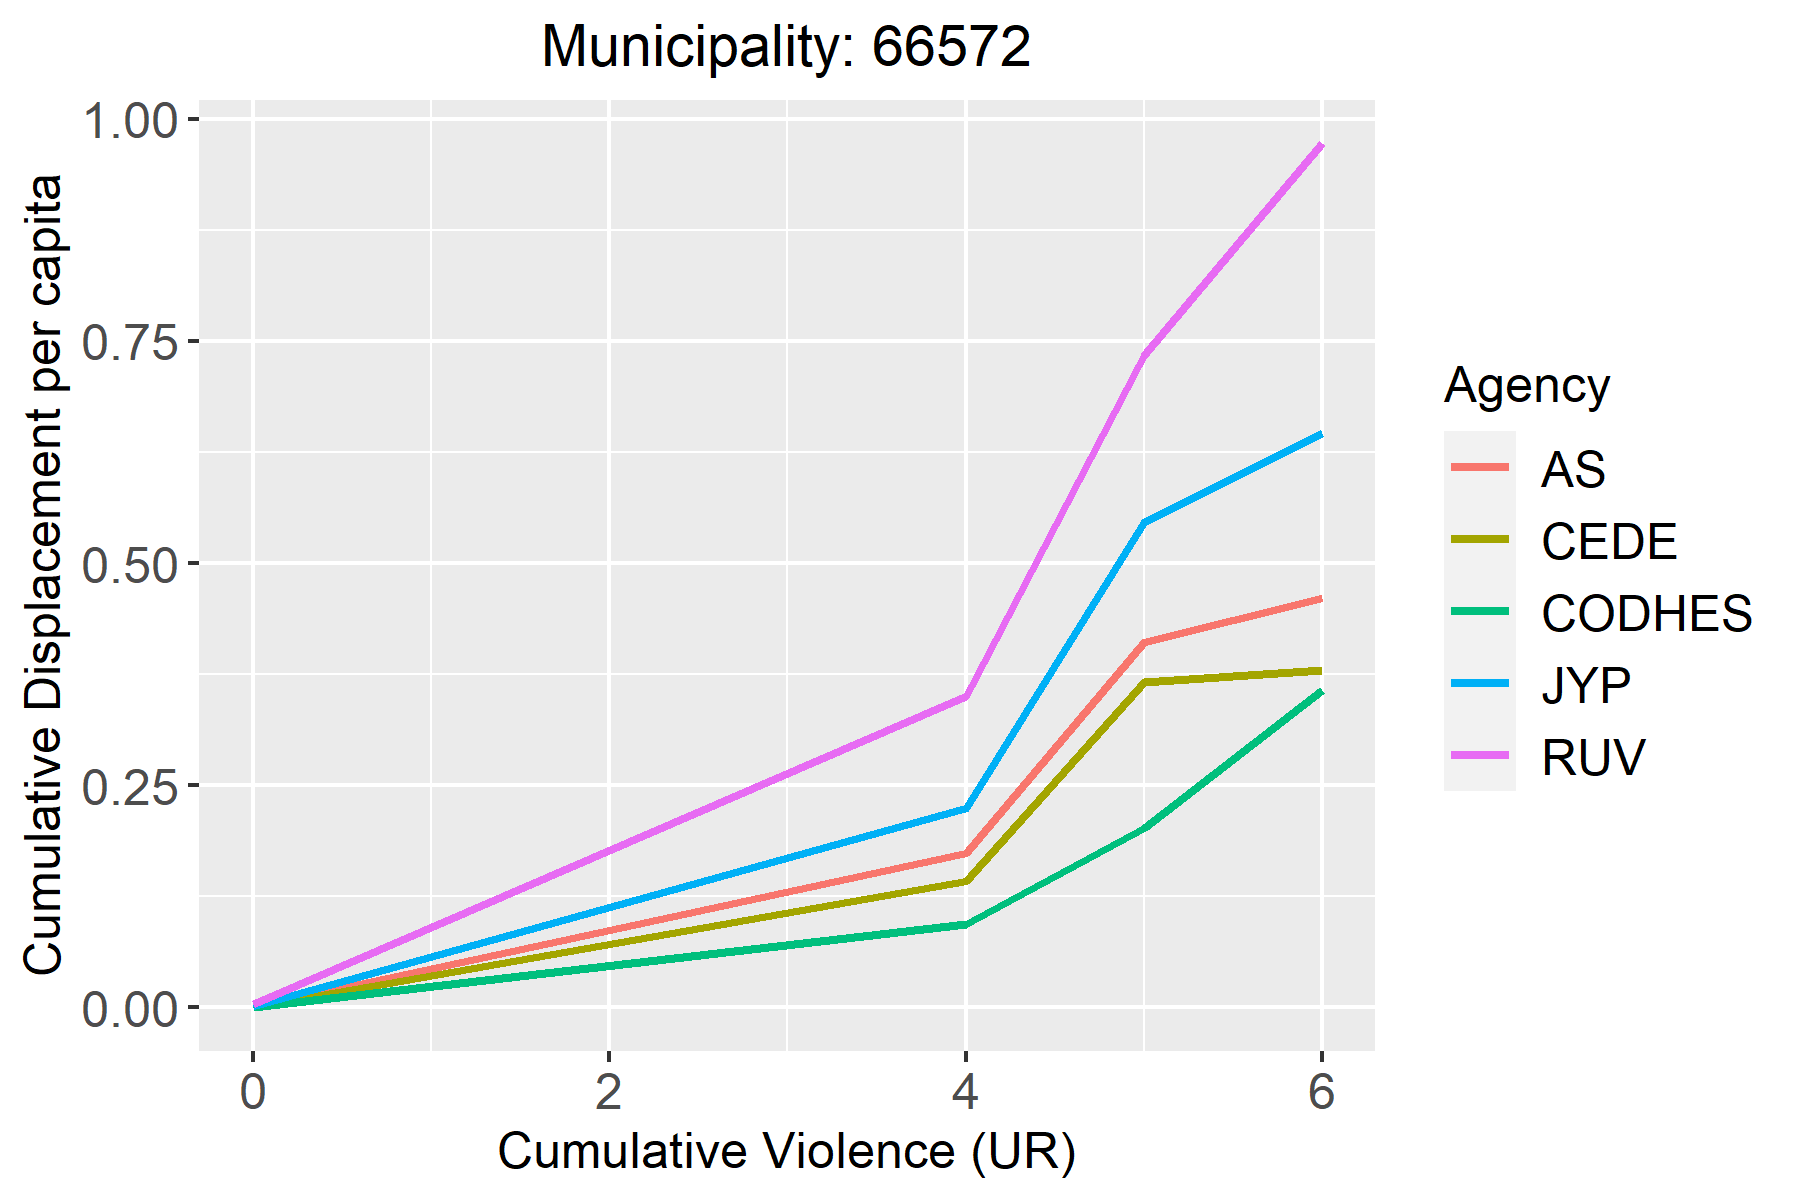 Municipality: 66572
1.00
0.75
0.50
0.25
0.00
Cumulative Displacement per capita
0 2 4 6
Cumulative Violence (UR)
Agency
AS
CEDE
CODHES
JYP
RUV